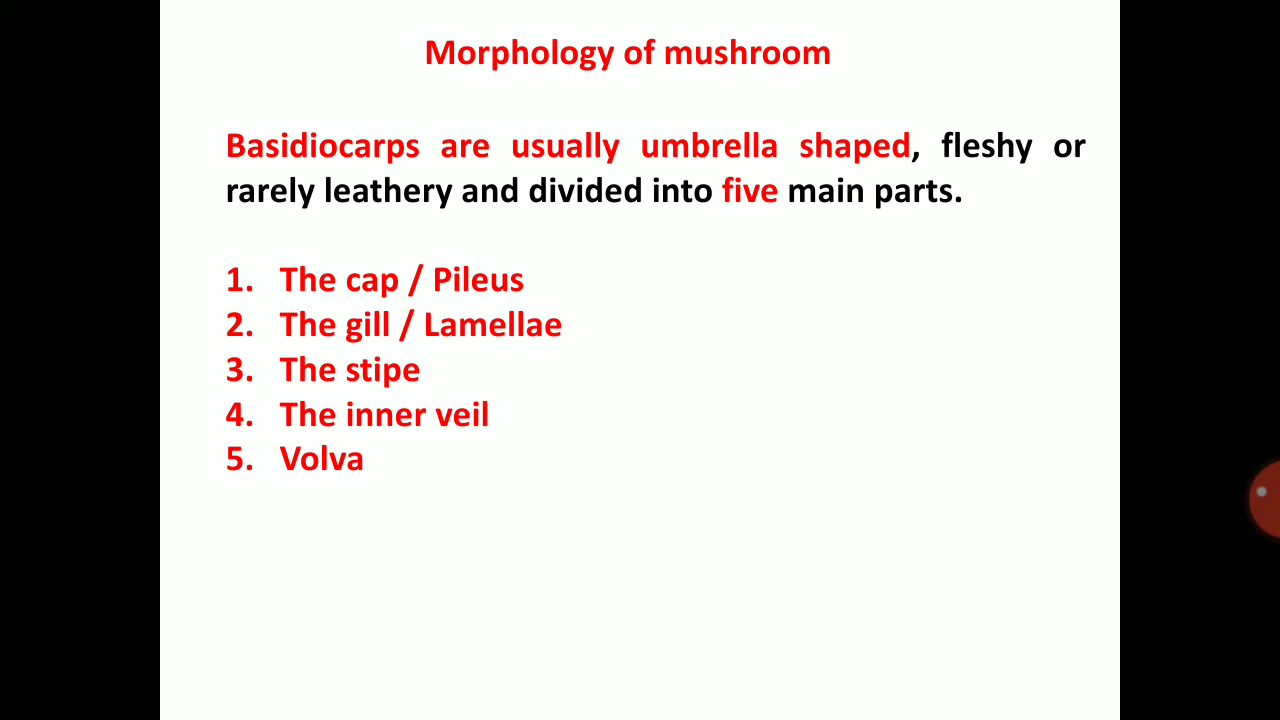 Morphology of mushroom
Basidiocarps are usually umbrella shaped, fleshy or
rarely leathery and divided into five main parts.
1. The cap / Pileus
2. The gill / Lamellae
3. The stipe
4. The inner veil
5. Volva